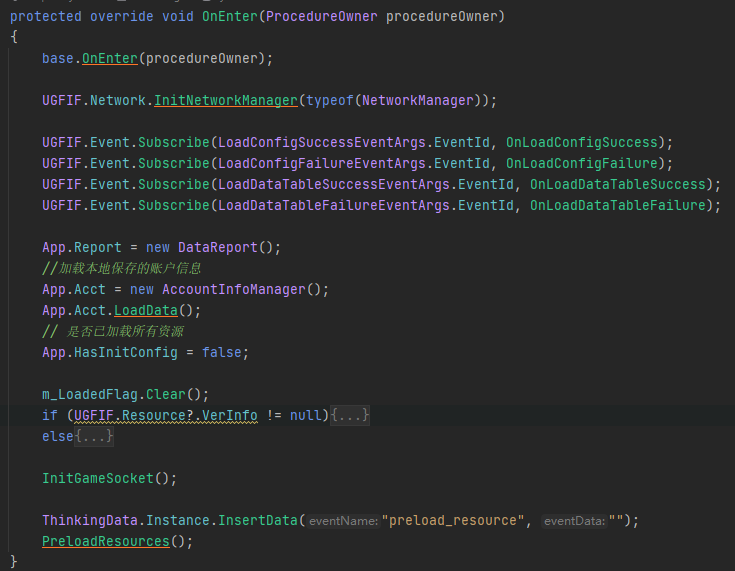 protected override void OnEnter(ProcedureOwner procedureOwner)
{
base.OnEnter(procedureOwner);
UGFIF.Network.InitNetworkManager(typeof(NetworkManager));
UGFIF.Event.Subscribe(LoadConfigSuccessEventArgs.EventId, OnLoadConfigSuccess);
UGFIF.Event.Subscribe(LoadConfigFailureEventArgs.EventId, OnLoadConfigFailure);
UGFIF.Event.Subscribe(LoadDataTableSuccessEventArgs.EventId, OnLoadDataTableSuccess);
UGFIF.Event.Subscribe(LoadDataTableFailureEventArgs.EventId, OnLoadDataTableFailure);
App.Report = new DataReport();
//加载本地保存的账户信息
App.Acct = new AccountInfoManager();
App.Acct.LoadData();
// 是否已加载所有资源
App.HasInitConfig = false;
m_LoadedFlag.Clear();
if (UGFIF.Resource?.VerInfo != null){...}
else{...}
InitGameSocket();
ThinkingData.Instance.InsertData(eventName:"preload_resource", eventData:"");
PreloadResources();
}